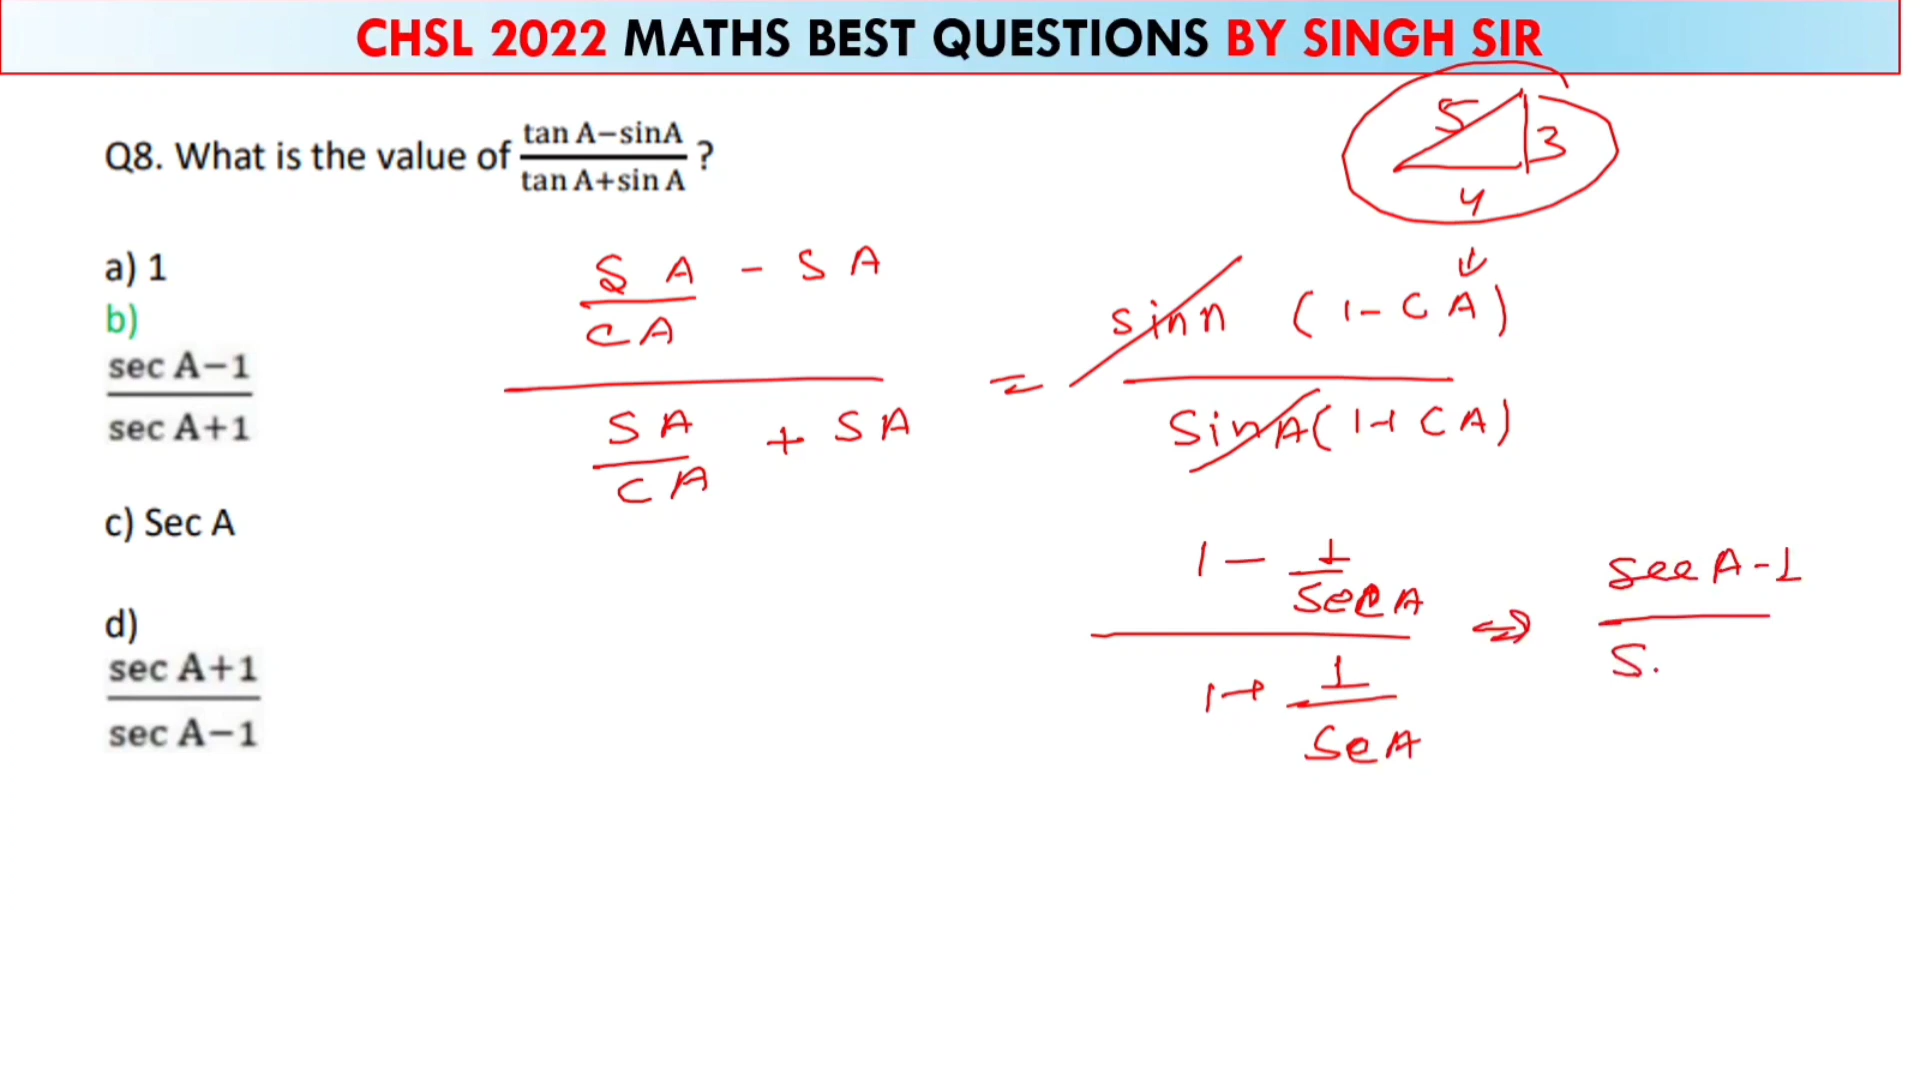 CHSL 2022 MATHS BEST QUESTIONS BY SINGH SIR
Q8. What is the value of tan A−sinA / tan A+sin A ?
a) 1
b)
sec A−1
sec A+1
c) Sec A
d)
sec A+1
sec A−1
5
3
4
S A - S A
C A
S A + S A
C A
= sin (1 - C A)
Sin A (1 + C A)
1 - 1
Sec A
1 + 1
Sec A
⇒ sec A - 1
S.